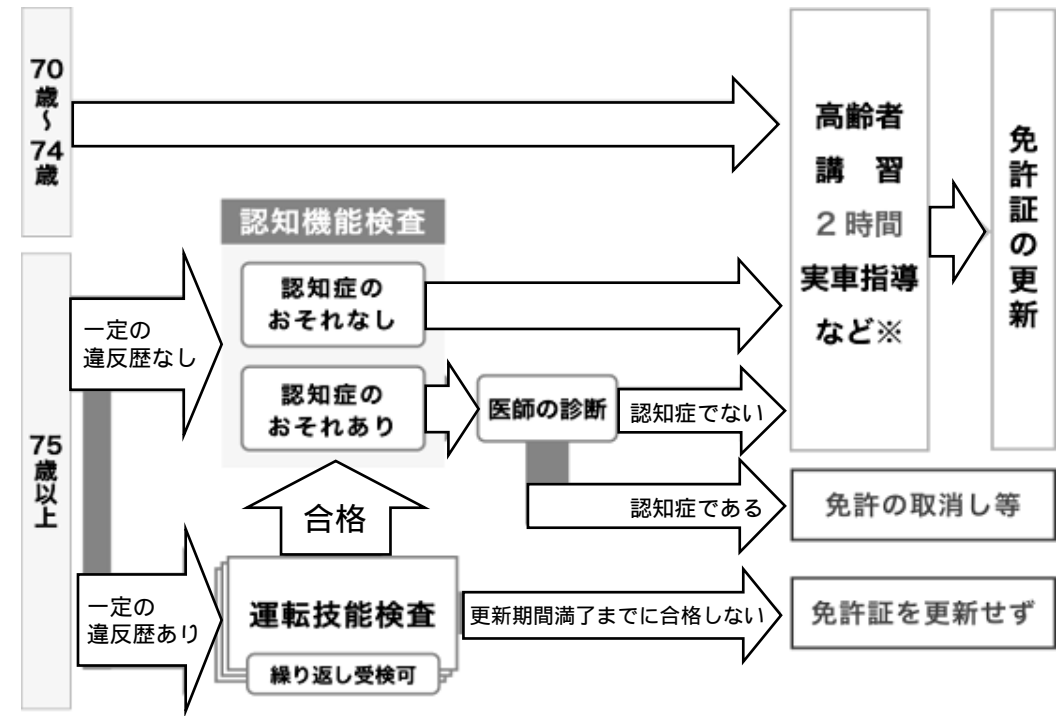 70歳～74歳
高齢者
講　習
2時間
実車指導
など※
免許証の更新
認知機能検査
75歳以上
一定の
違反歴なし
認知症の
おそれなし
認知症の
おそれあり
医師の診断
認知症でない
認知症である
免許の取消し等
合格
一定の
違反歴あり
運転技能検査
繰り返し受検可
更新期間満了までに合格しない
免許証を更新せず